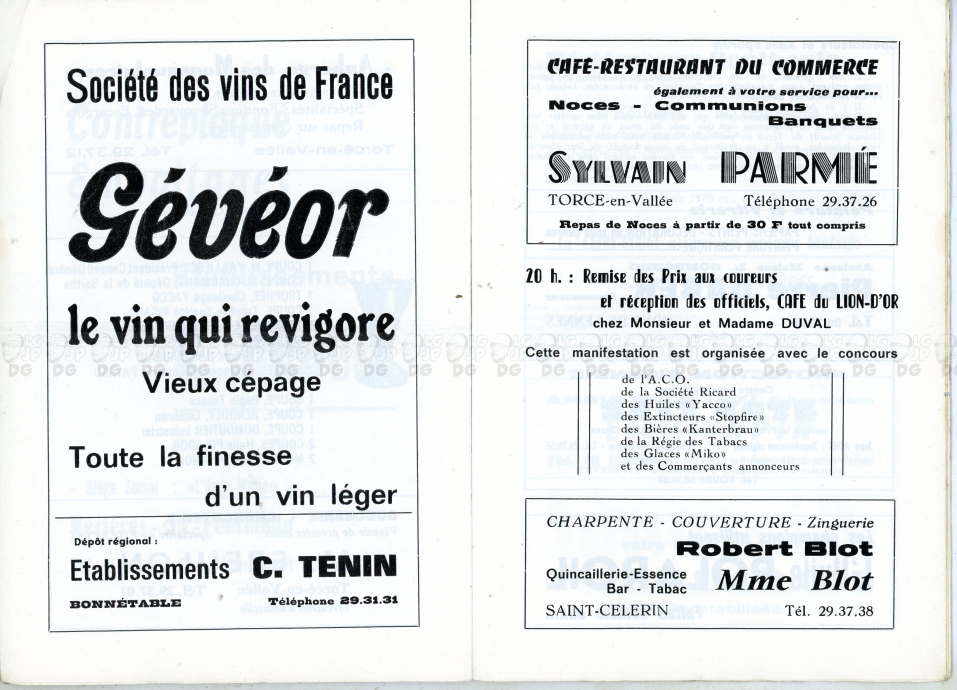 Société des vins de France
Gévéor
le vin qui revigore
Vieux cépage
Toute la finesse
d'un vin léger
Dépôt régional :
Etablissements C. TENIN
BONNÉTABLE Téléphone 29.31.31
CAFE-RESTAURANT DU COMMERCE
également à votre service pour...
Noces - Communions
Banquets
SYLVAIN PARMÉ
TORCE-en-Vallée Téléphone 29.37.26
Repas de Noces à partir de 30 F tout compris
20 h. : Remise des Prix aux coureurs
et réception des officiels, CAFE du LION-D'OR
chez Monsieur et Madame DUVAL
Cette manifestation est organisée avec le concours
de l'A.C.O.
de la Société Ricard
des Huiles «Yacco»
des Extincteurs «Stopfire»
des Bières «Kanterbrau»
de la Régie des Tabacs
des Glaces «Miko»
et des Commerçants annonceurs
CHARPENTE - COUVERTURE - Zinguerie
Robert Blot
Quincaillerie-Essence
Bar - Tabac
Mme Blot
SAINT-CELERIN Tél. 29.37.38